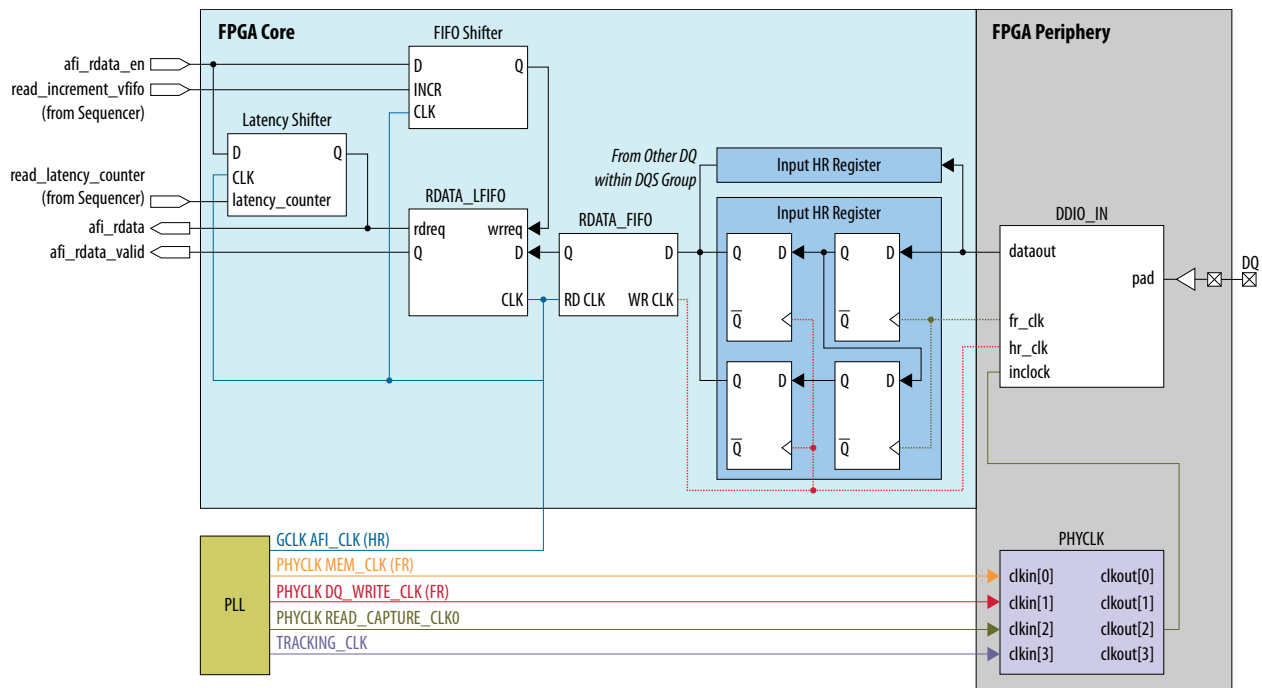 FPGA Core
FPGA Periphery
FIFO Shifter
afi_rdata_en
D
Q
read_increment_vfifo
INCR
(from Sequencer)
CLK
Latency Shifter
D
Q
CLK
latency_counter
read_latency_counter
(from Sequencer)
afi_rdata
afi_rdata_valid
RDATA_LFIFO
rdreq
wrreq
Q
D
CLK
RDATA_FIFO
Q
D
RD CLK
WR CLK
From Other DQ
within DQS Group
Input HR Register
Input HR Register
Q
D
Q
Q
D
Q
Q
D
Q
Q
D
Q
DDIO_IN
dataout
pad
DQ
fr_clk
hr_clk
inclock
PLL
GCLK AFI_CLK (HR)
PHYCLK MEM_CLK (FR)
PHYCLK DQ_WRITE_CLK (FR)
PHYCLK READ_CAPTURE_CLK0
TRACKING_CLK
PHYCLK
clkin[0]
clkout[0]
clkin[1]
clkout[1]
clkin[2]
clkout[2]
clkin[3]
clkout[3]